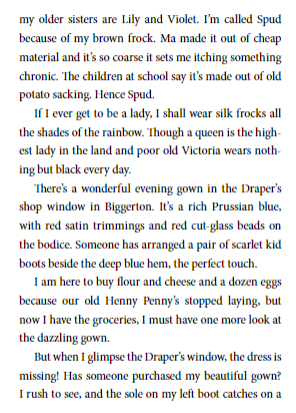 my older sisters are Lily and Violet. I'm called Spud
because of my brown frock. Ma made it out of cheap
material and it's so coarse it sets me itching something
chronic. The children at school say it's made out of old
potato sacking. Hence Spud.
If I ever get to be a lady, I shall wear silk frocks all
the shades of the rainbow. Though a queen is the high-
est lady in the land and poor old Victoria wears noth-
ing but black every day.
There's a wonderful evening gown in the Draper's
shop window in Biggerton. It's a rich Prussian blue,
with red satin trimmings and red cut-glass beads on
the bodice. Someone has arranged a pair of scarlet kid
boots beside the deep blue hem, the perfect touch.
I am here to buy flour and cheese and a dozen eggs
because our old Henny Penny's stopped laying, but
now I have the groceries, I must have one more look at
the dazzling gown.
But when I glimpse the Draper's window, the dress is
missing! Has someone purchased my beautiful gown?
I rush to see, and the sole on my left boot catches on a